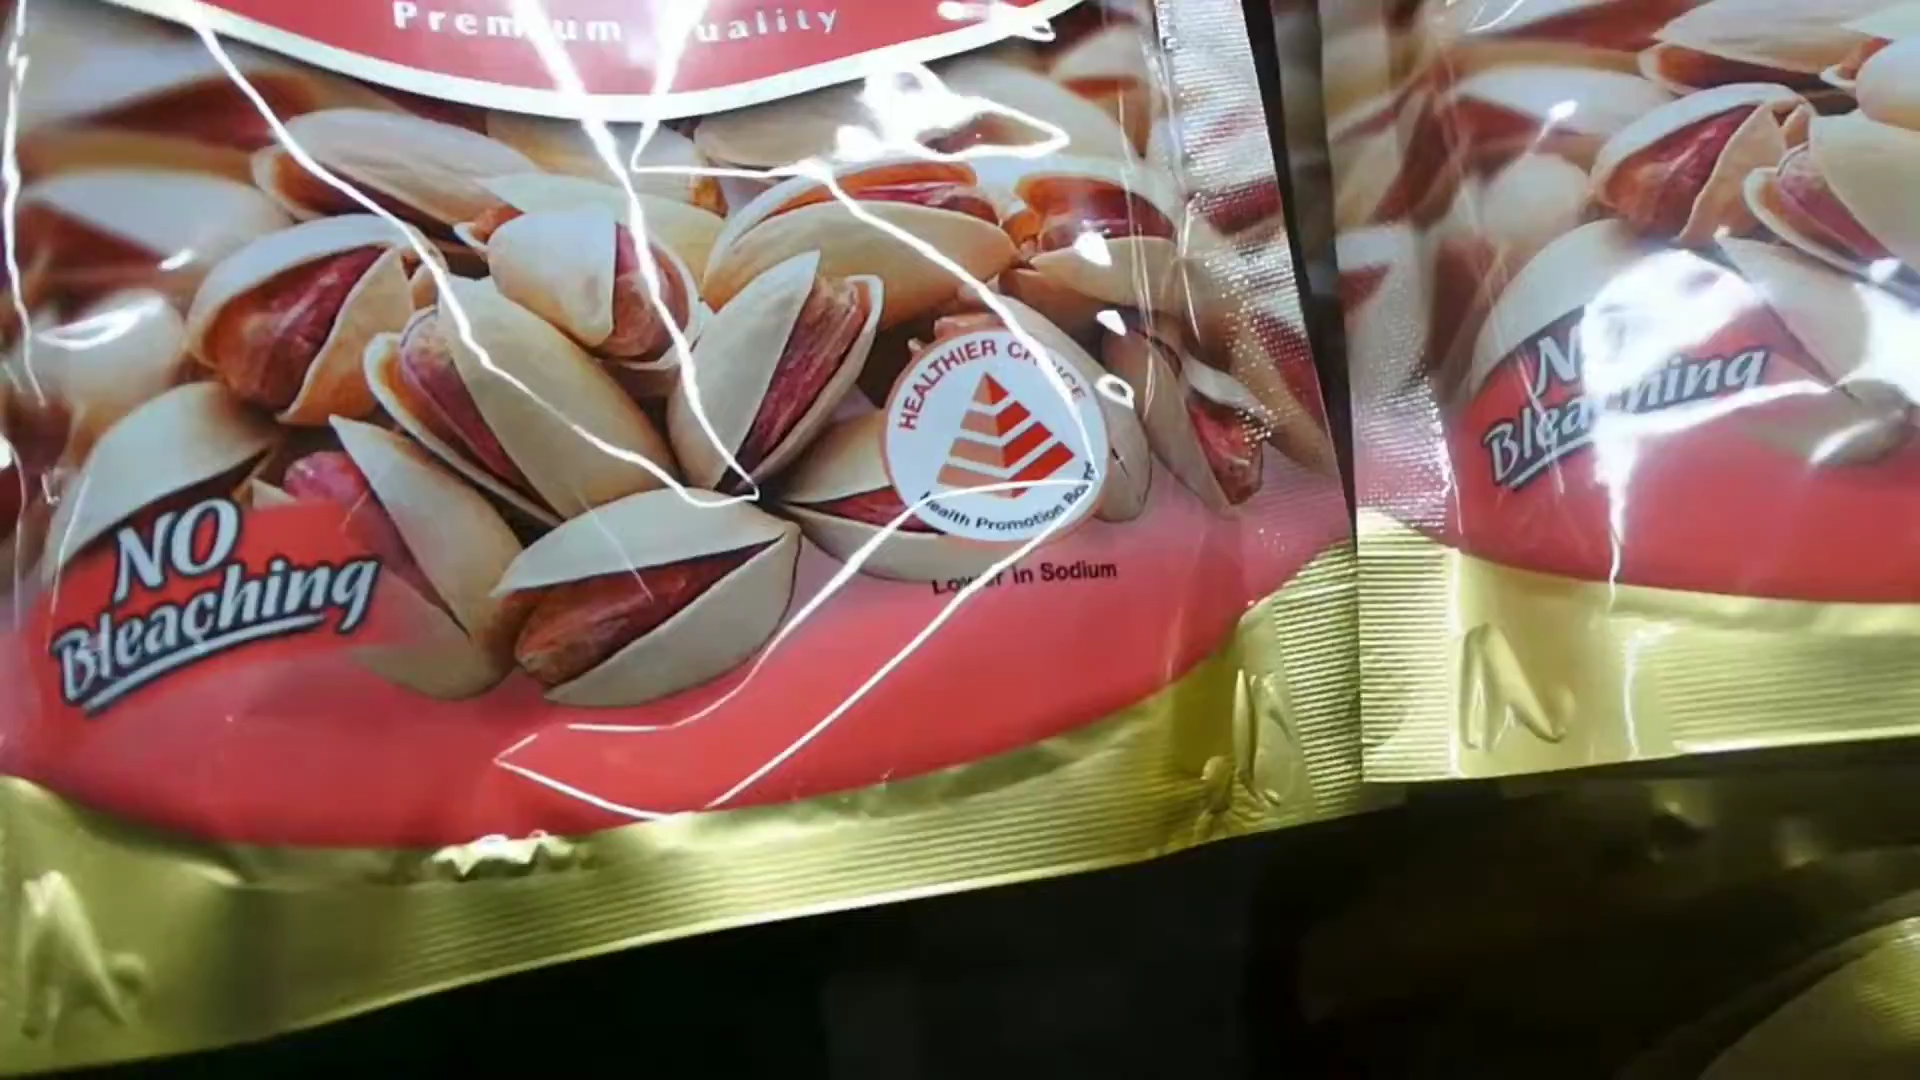 Premium Quality
HEALTHIER CHOICE
Health Promotion Board
Lower in Sodium
NO
Bleaching
NO
Bleaching